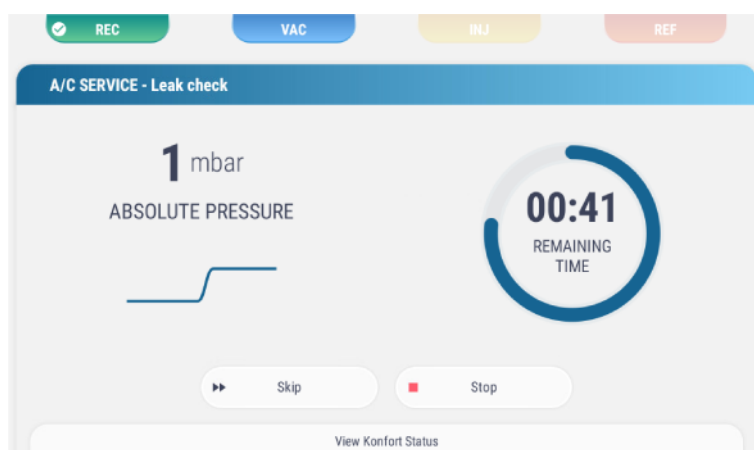 REC
VAC
INJ
REF
A/C SERVICE - Leak check
1 mbar
ABSOLUTE PRESSURE
00:41
REMAINING
TIME
Skip
Stop
View Konfort Status